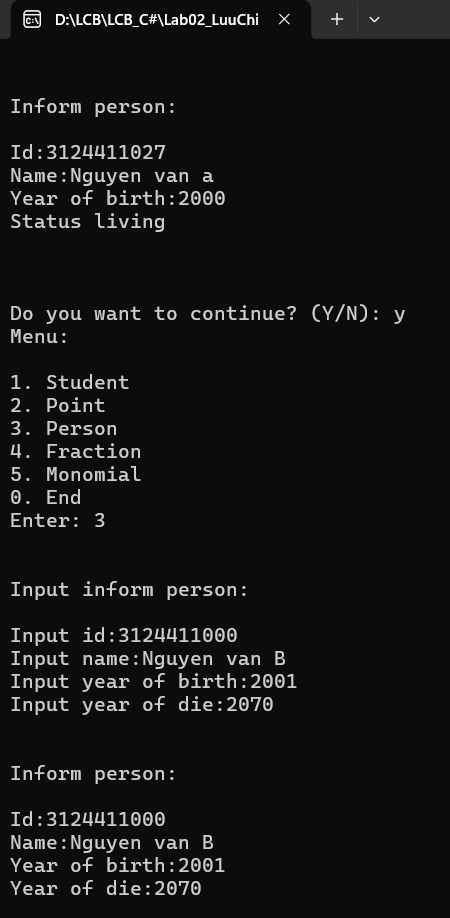 D:\LCB\LCB_C#\Lab02_LuuChi
Inform person:
Id:3124411027
Name:Nguyen van a
Year of birth:2000
Status living
Do you want to continue? (Y/N): y
Menu:
1. Student
2. Point
3. Person
4. Fraction
5. Monomial
0. End
Enter: 3
Input inform person:
Input id:3124411000
Input name:Nguyen van B
Input year of birth:2001
Input year of die:2070
Inform person:
Id:3124411000
Name:Nguyen van B
Year of birth:2001
Year of die:2070